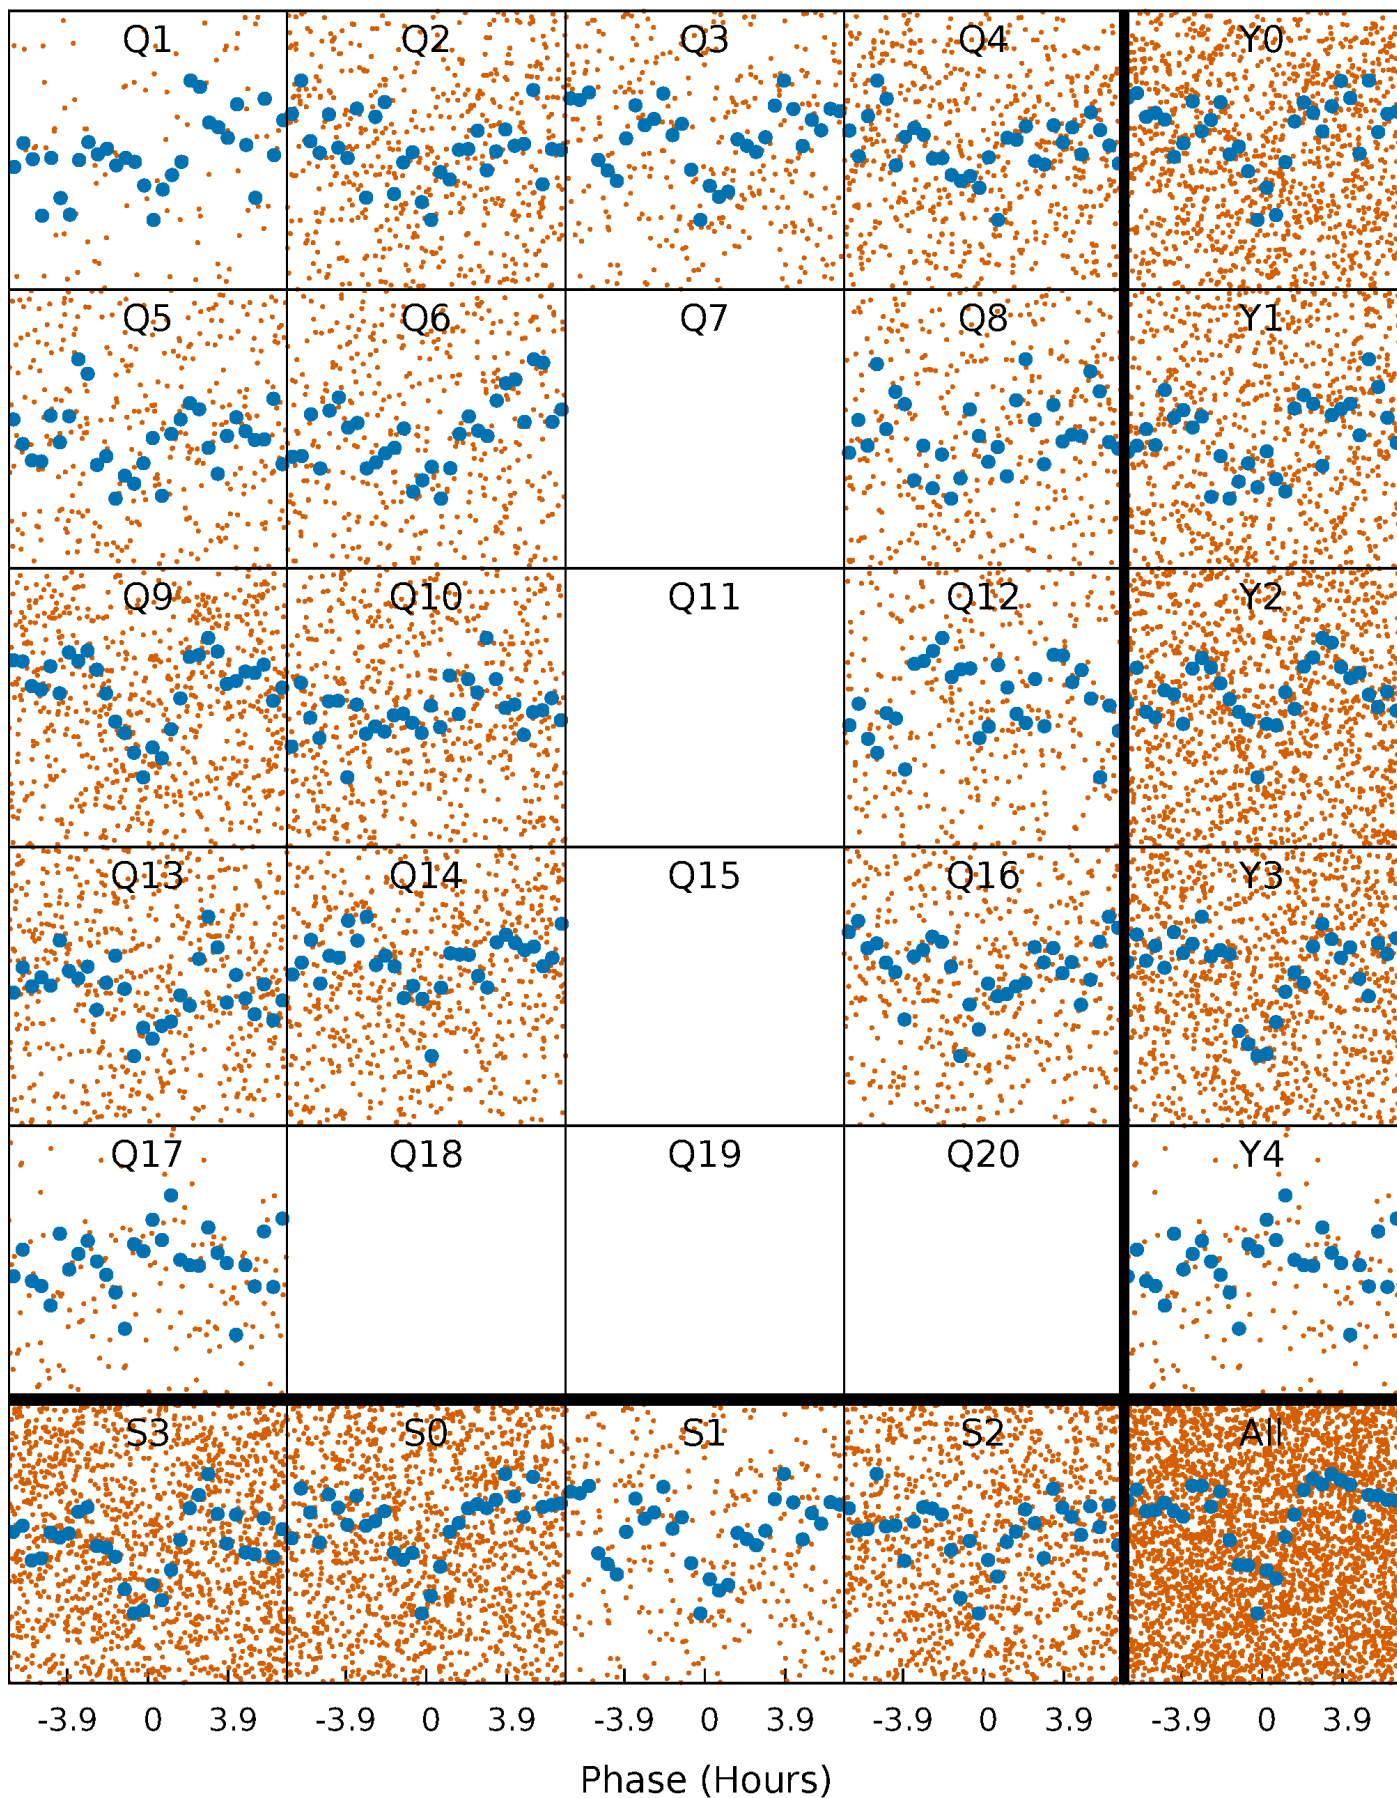 Q1 Q2 Q3 Q4 Y0
Q5 Q6 Q7 Q8 Y1
Q9 Q10 Q11 Q12 Y2
Q13 Q14 Q15 Q16 Y3
Q17 Q18 Q19 Q20 Y4
S3 S0 S1 S2 All
-3.9 0 3.9 -3.9 0 3.9 -3.9 0 3.9 -3.9 0 3.9 -3.9 0 3.9
Phase (Hours)